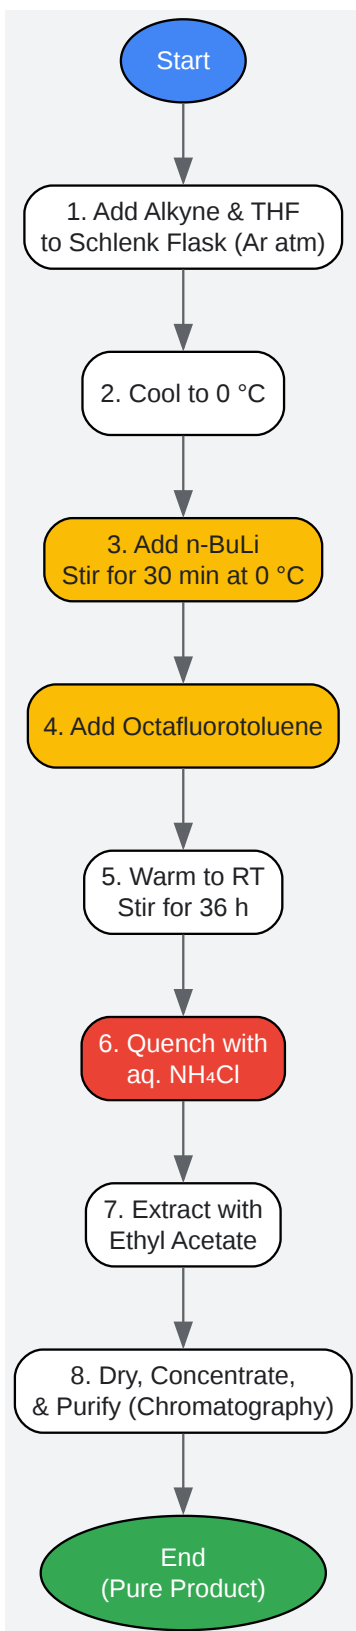 Start
1. Add Alkyne & THF
to Schlenk Flask (Ar atm)
2. Cool to 0 °C
3. Add n-BuLi
Stir for 30 min at 0 °C
4. Add Octafluorotoluene
5. Warm to RT
Stir for 36 h
6. Quench with
aq. NH₄Cl
7. Extract with
Ethyl Acetate
8. Dry, Concentrate,
& Purify (Chromatography)
End
(Pure Product)